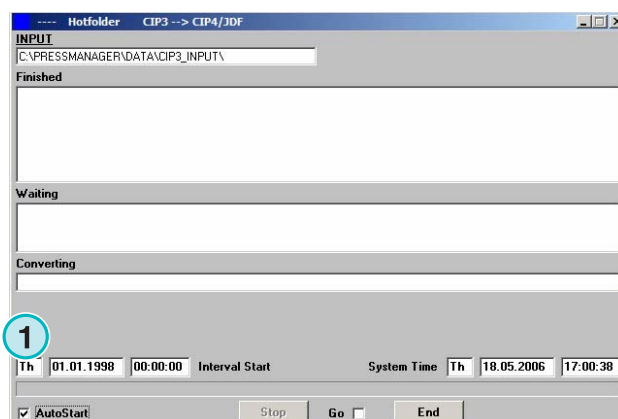 ---- Hotfolder CIP3 --> CIP4/JDF
INPUT
C:\PRESSMANAGER\DATA\CIP3_INPUT\
Finished
Waiting
Converting
1
Th 01.01.1998 00:00:00 Interval Start System Time Th 18.05.2006 17:00:38
AutoStart Stop Go End